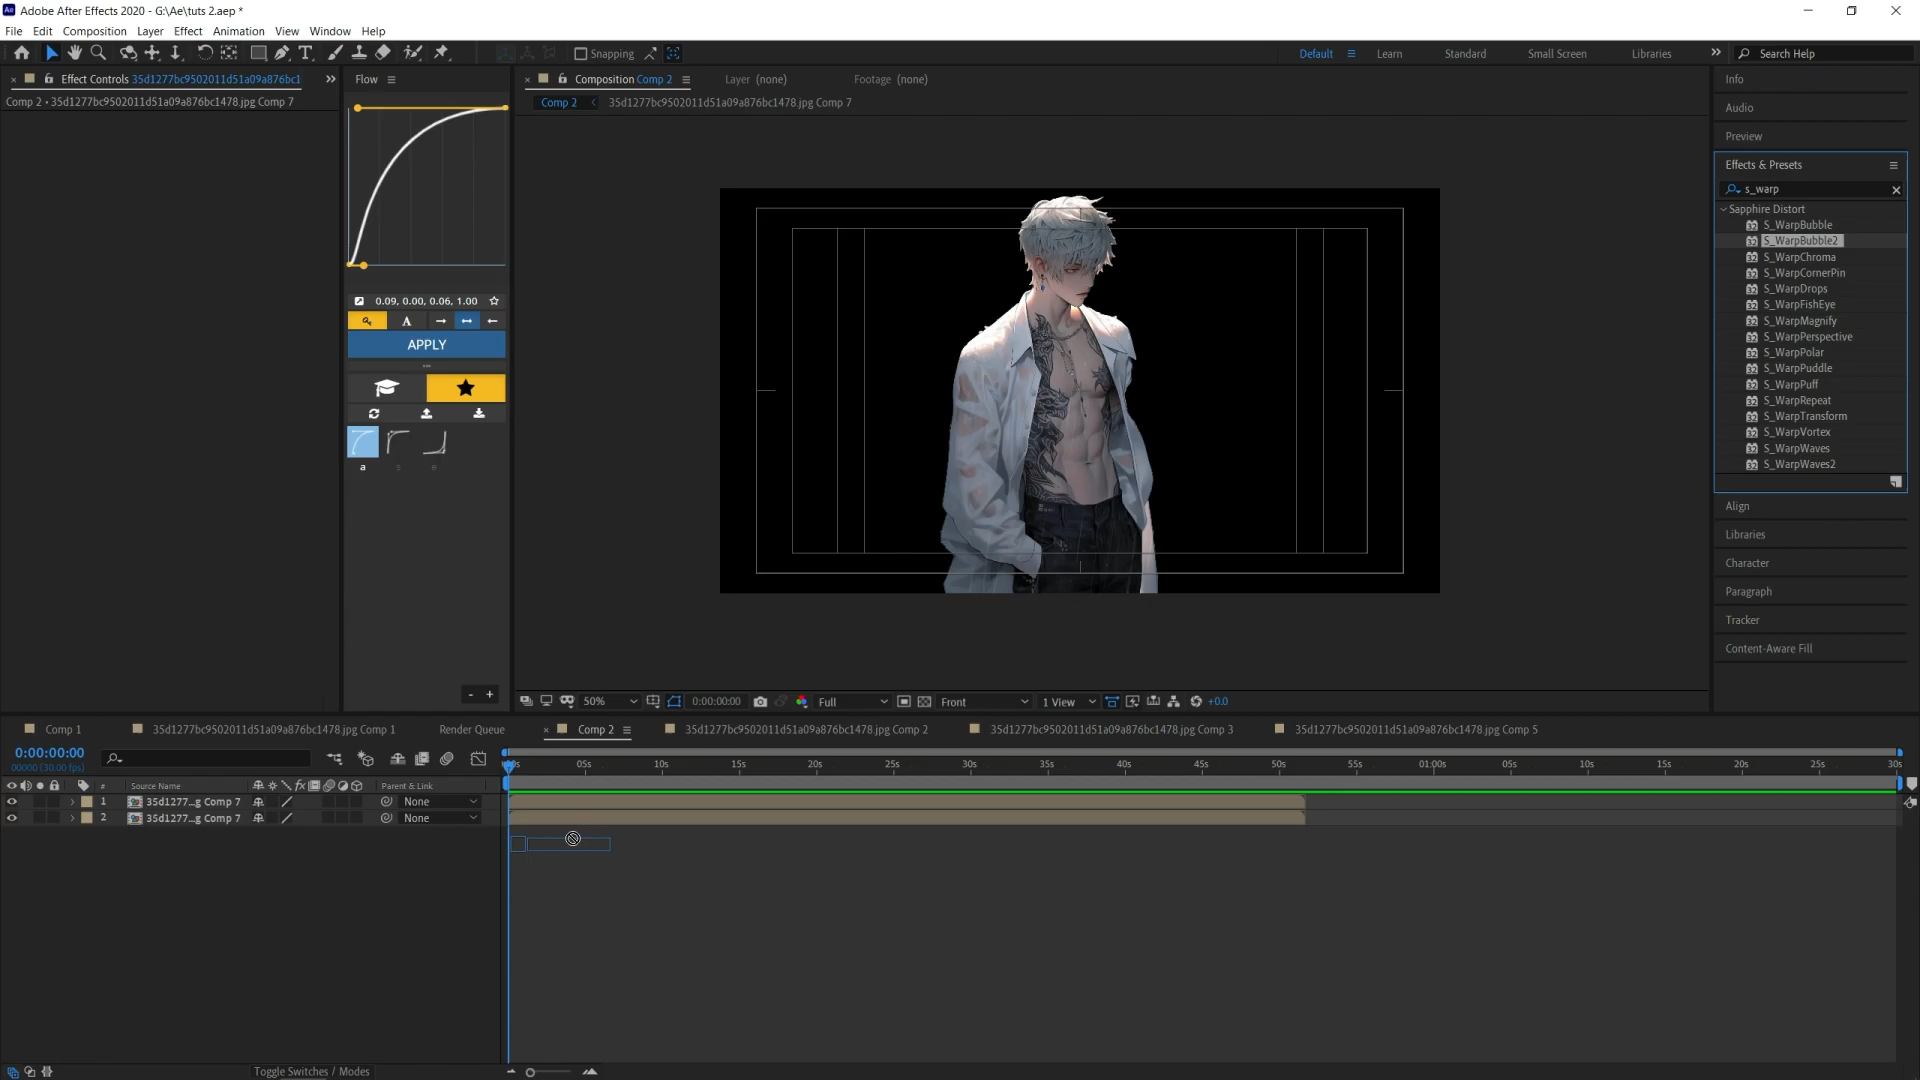 Adobe After Effects 2020 - G:\Ae\tuts 2.aep *
File Edit Composition Layer Effect Animation View Window Help
Snapping Default Learn Standard Small Screen Libraries Search Help
Effect Controls 35d1277bc9502011d51a09a876bc1
Comp 2 • 35d1277bc9502011d51a09a876bc1478.jpg Comp 7
Flow
0.09, 0.00, 0.06, 1.00
A
APPLY
a s e
- +
Composition Comp 2 Layer (none) Footage (none)
Comp 2 35d1277bc9502011d51a09a876bc1478.jpg Comp 7
50% 0:00:00:00 Full Front 1 View +0.0
Info
Audio
Preview
Effects & Presets
s_warp
Sapphire Distort
S_WarpBubble
S_WarpBubble2
S_WarpChroma
S_WarpCornerPin
S_WarpDrops
S_WarpFishEye
S_WarpMagnify
S_WarpPerspective
S_WarpPolar
S_WarpPuddle
S_WarpPuff
S_WarpRepeat
S_WarpTransform
S_WarpVortex
S_WarpWaves
S_WarpWaves2
Align
Libraries
Character
Paragraph
Tracker
Content-Aware Fill
Comp 1 35d1277bc9502011d51a09a876bc1478.jpg Comp 1 Render Queue Comp 2 35d1277bc9502011d51a09a876bc1478.jpg Comp 2 35d1277bc9502011d51a09a876bc1478.jpg Comp 3 35d1277bc9502011d51a09a876bc1478.jpg Comp 5
0:00:00:00
00000 (30.00 fps)
05s 10s 15s 20s 25s 30s 35s 40s 45s 50s 55s 01:00s 05s 10s 15s 20s 25s 30s
# Source Name Parent & Link
1 35d1277...g Comp 7 None
2 35d1277...g Comp 7 None
Toggle Switches / Modes